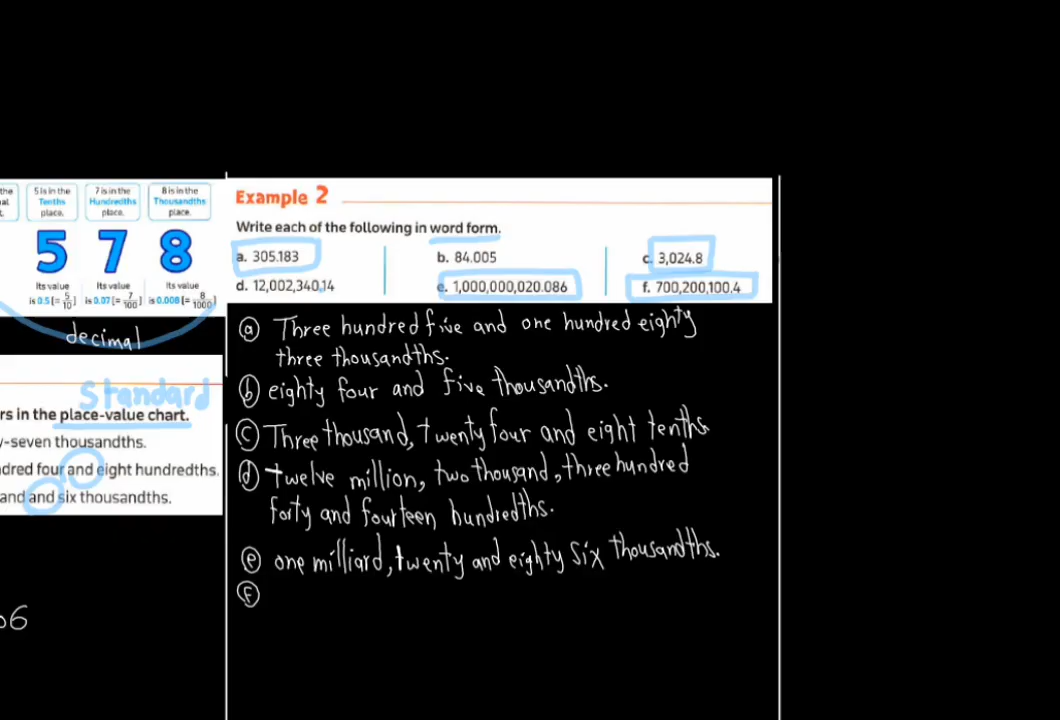 the
al
t.
5 is in the
Tenths
place.
7 is in the
Hundredths
place.
8 is in the
Thousandths
place.
5 7 8
Its value
is 0.5 [= 5/10]
Its value
is 0.07 [= 7/100]
Its value
is 0.008 [= 8/1000]
decimal
Standard
rs in the place-value chart.
y-seven thousandths.
dred four and eight hundredths.
and and six thousandths.
06
Example 2
Write each of the following in word form.
a. 305.183 b. 84.005 c. 3,024.8
d. 12,002,340.14 e. 1,000,000,020.086 f. 700,200,100.4
a Three hundred five and one hundred eighty
three thousandths.
b eighty four and five thousandths.
c Three thousand, twenty four and eight tenths
d twelve million, two thousand, three hundred
forty and fourteen hundredths.
e one milliard, twenty and eighty six thousandths.
f